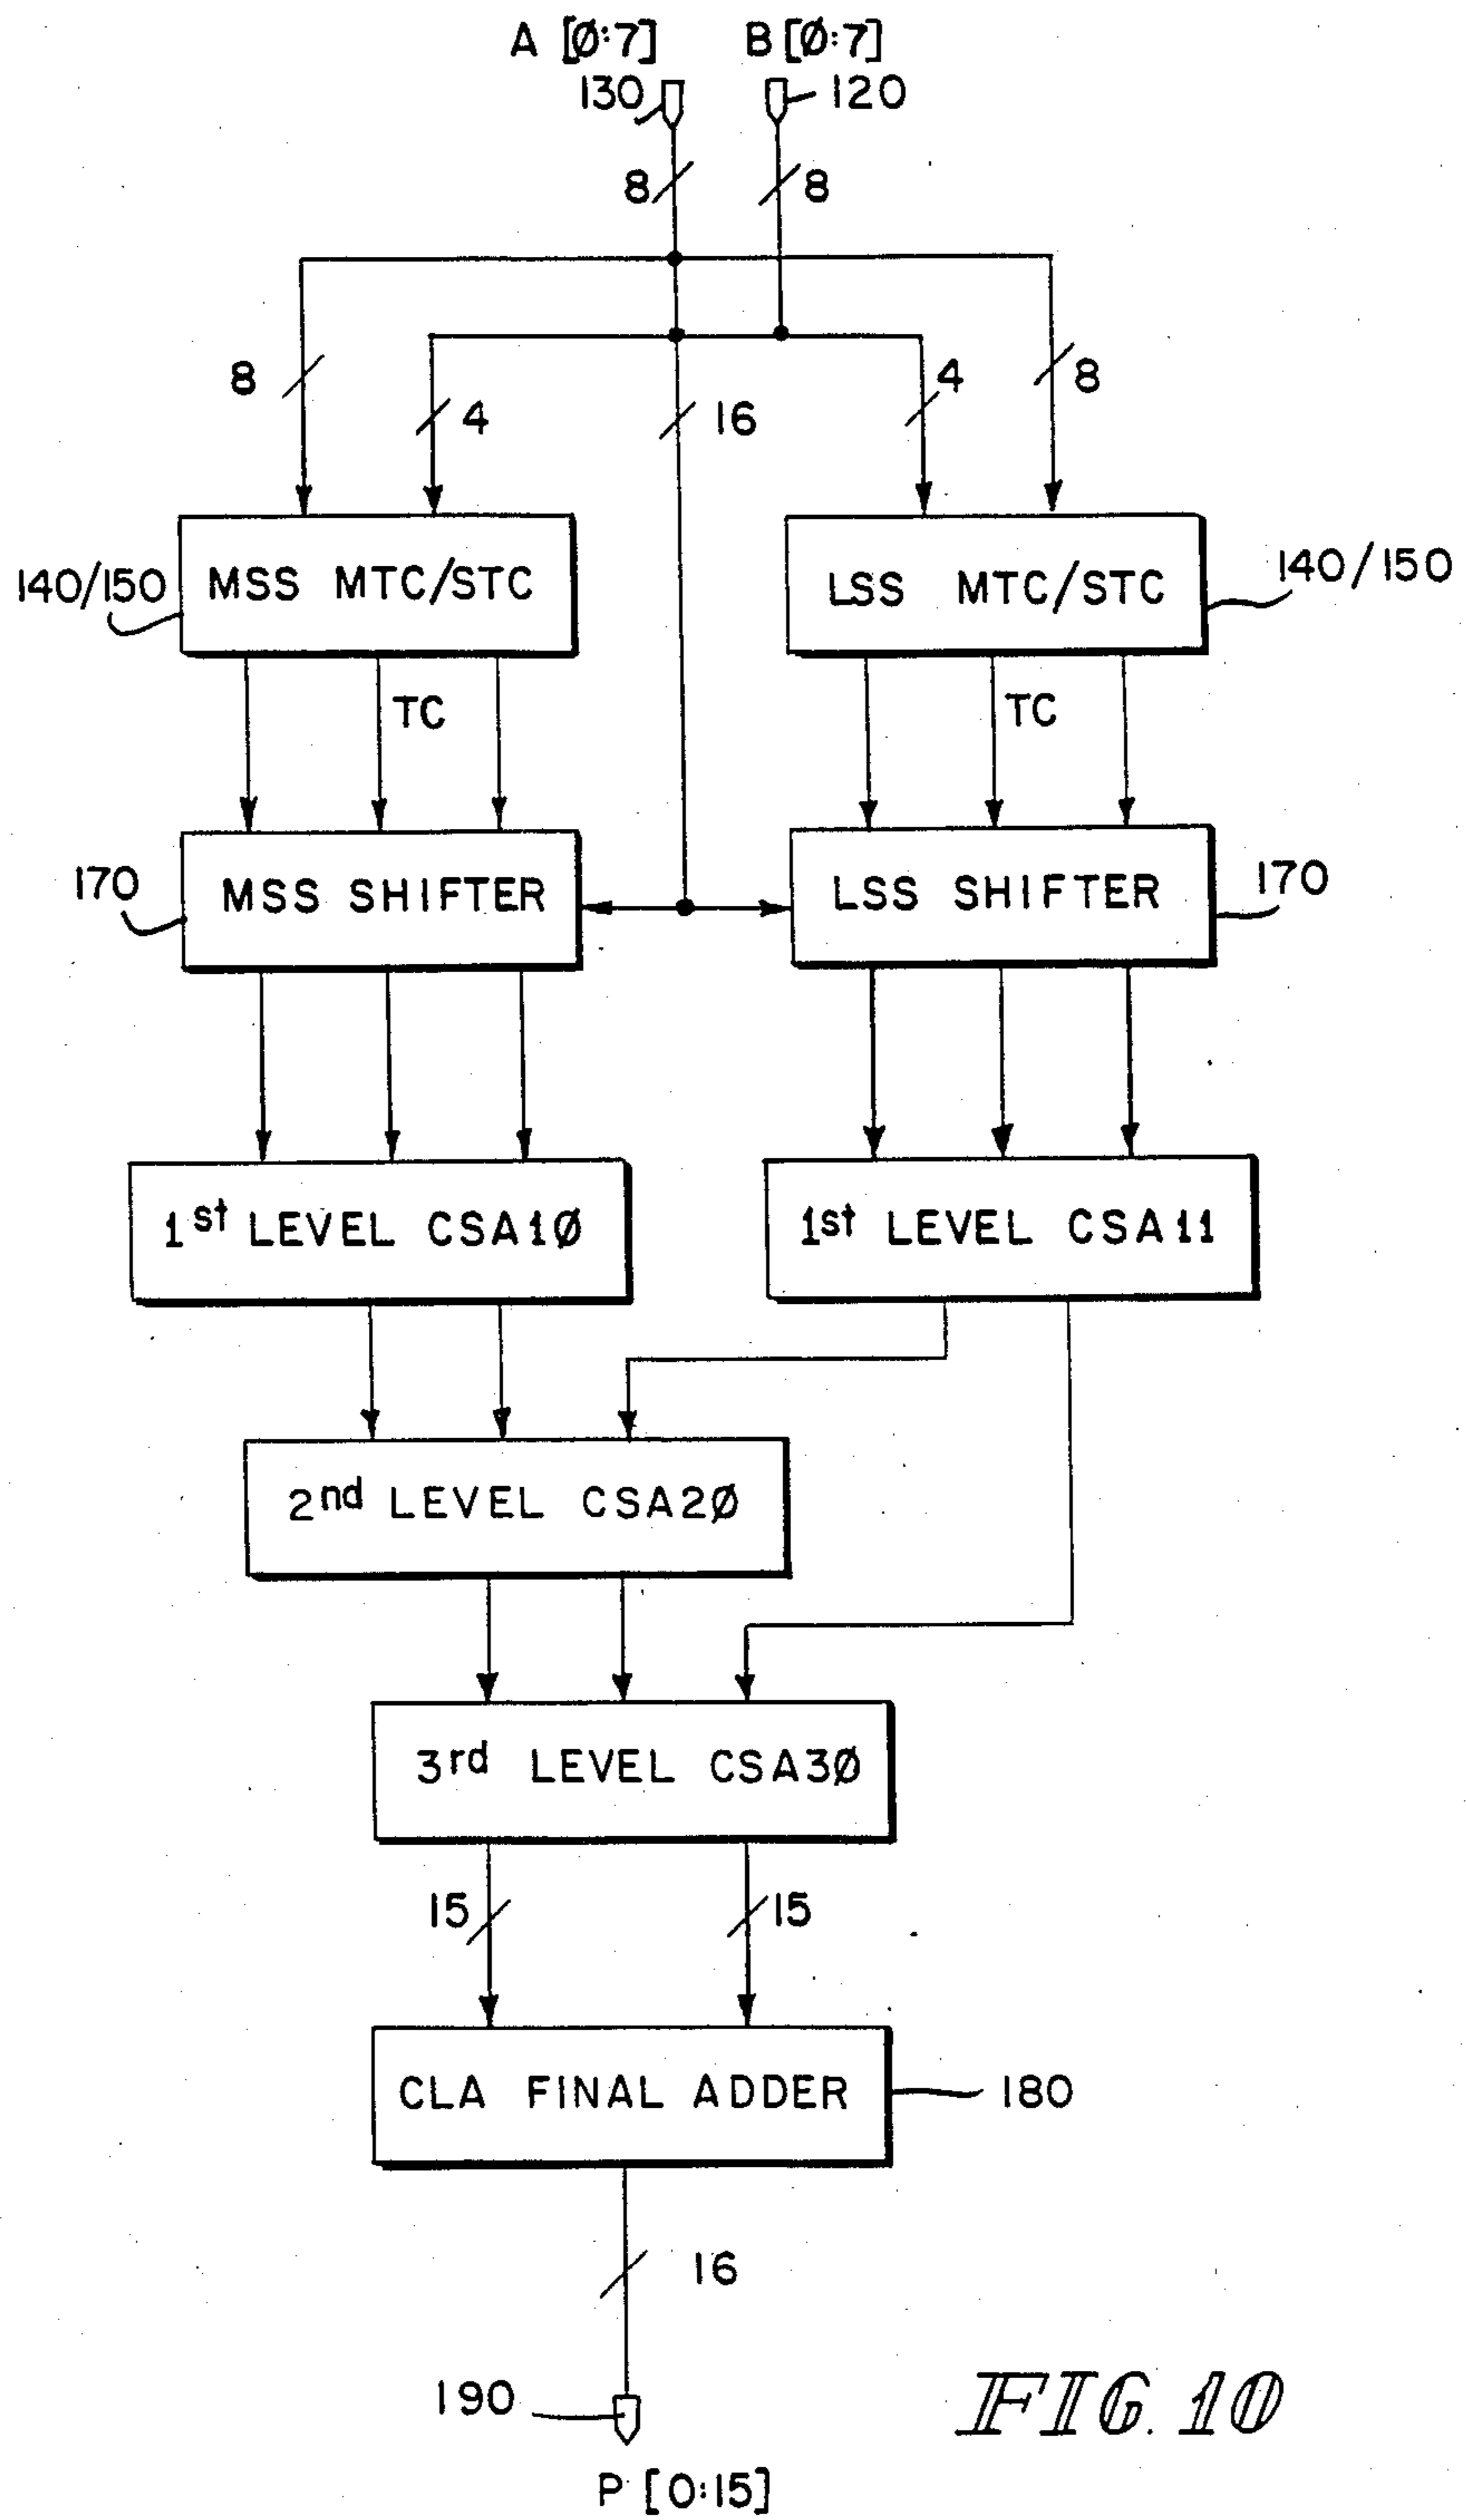 A [Ø:7] B [Ø:7]
130 120
8 8
8 4 16 4 8
140/150 MSS MTC/STC LSS MTC/STC 140/150
TC TC
170 MSS SHIFTER LSS SHIFTER 170
1st LEVEL CSA1Ø 1st LEVEL CSA11
2nd LEVEL CSA2Ø
3rd LEVEL CSA3Ø
15 15
CLA FINAL ADDER 180
16
190
FIG. 10
P [0:15]